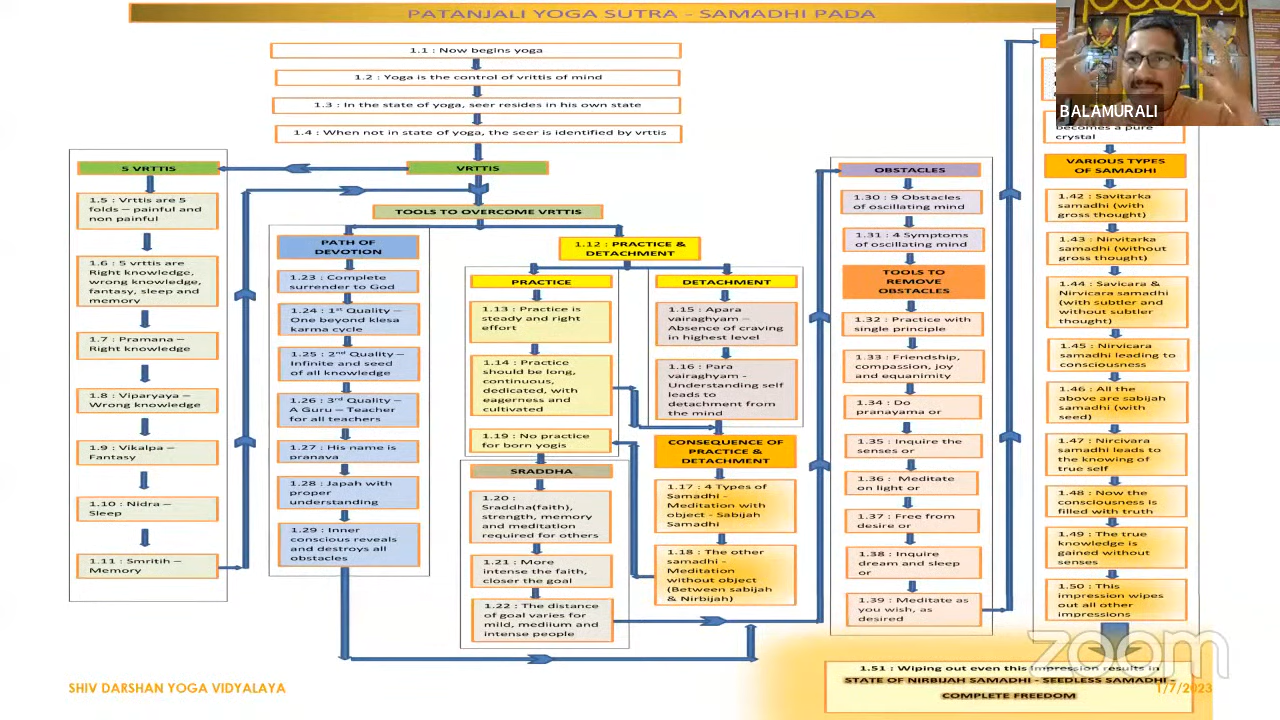 PATANJALI YOGA SUTRA - SAMADHI PADA
BALAMURALI
1.1 : Now begins yoga
1.2 : Yoga is the control of vrittis of mind
1.3 : In the state of yoga, seer resides in his own state
1.4 : When not in state of yoga, the seer is identified by vrttis
5 VRTTIS
VRTTIS
1.5 : Vrttis are 5
folds – painful and
non painful
1.6 : 5 vrttis are
Right knowledge,
wrong knowledge,
fantasy, sleep and
memory
1.7 : Pramana –
Right knowledge
1.8 : Viparyaya –
Wrong knowledge
1.9 : Vikalpa –
Fantasy
1.10 : Nidra –
Sleep
1.11 : Smritih –
Memory
TOOLS TO OVERCOME VRTTIS
PATH OF
DEVOTION
1.23 : Complete
surrender to God
1.24 : 1st Quality –
One beyond klesa
karma cycle
1.25 : 2nd Quality –
Infinite and seed
of all knowledge
1.26 : 3rd Quality –
A Guru – Teacher
for all teachers
1.27 : His name is
pranava
1.28 : Japah with
proper
understanding
1.29 : Inner
conscious reveals
and destroys all
obstacles
1.12 : PRACTICE &
DETACHMENT
PRACTICE
1.13 : Practice is
steady and right
effort
1.14 : Practice
should be long,
continuous,
dedicated, with
eagerness and
cultivated
1.19 : No practice
for born yogis
SRADDHA
1.20 :
Sraddha(faith),
strength, memory
and meditation
required for others
1.21 : More
intense the faith,
closer the goal
1.22 : The distance
of goal varies for
mild, medium and
intense people
DETACHMENT
1.15 : Apara
vairaghyam –
Absence of craving
in highest level
1.16 : Para
vairaghyam -
Understanding self
leads to
detachment from
the mind
CONSEQUENCE OF
PRACTICE &
DETACHMENT
1.17 : 4 Types of
Samadhi -
Meditation with
object - Sabijah
Samadhi
1.18 : The other
samadhi -
Meditation
without object
(Between sabijah
& Nirbijah)
OBSTACLES
1.30 : 9 Obstacles
of oscillating mind
1.31 : 4 Symptoms
of oscillating mind
TOOLS TO
REMOVE
OBSTACLES
1.32 : Practice with
single principle
1.33 : Friendship,
compassion, joy
and equanimity
1.34 : Do
pranayama or
1.35 : Inquire the
senses or
1.36 : Meditate
on light or
1.37 : Free from
desire or
1.38 : Inquire
dream and sleep
or
1.39 : Meditate as
you wish, as
desired
becomes a pure
crystal
VARIOUS TYPES
OF SAMADHI
1.42 : Savitarka
samadhi (with
gross thought)
1.43 : Nirvitarka
samadhi (without
gross thought)
1.44 : Savicara &
Nirvicara samadhi
(with subtler and
without subtler
thought)
1.45 : Nirvicara
samadhi leading to
consciousness
1.46 : All the
above are sabijah
samadhi (with
seed)
1.47 : Nircivara
samadhi leads to
the knowing of
true self
1.48 : Now the
consciousness is
filled with truth
1.49 : The true
knowledge is
gained without
senses
1.50 : This
impression wipes
out all other
impressions
1.51 : Wiping out even this impression results in
STATE OF NIRBIJAH SAMADHI - SEEDLESS SAMADHI -
COMPLETE FREEDOM
zoom
SHIV DARSHAN YOGA VIDYALAYA
1/7/2023